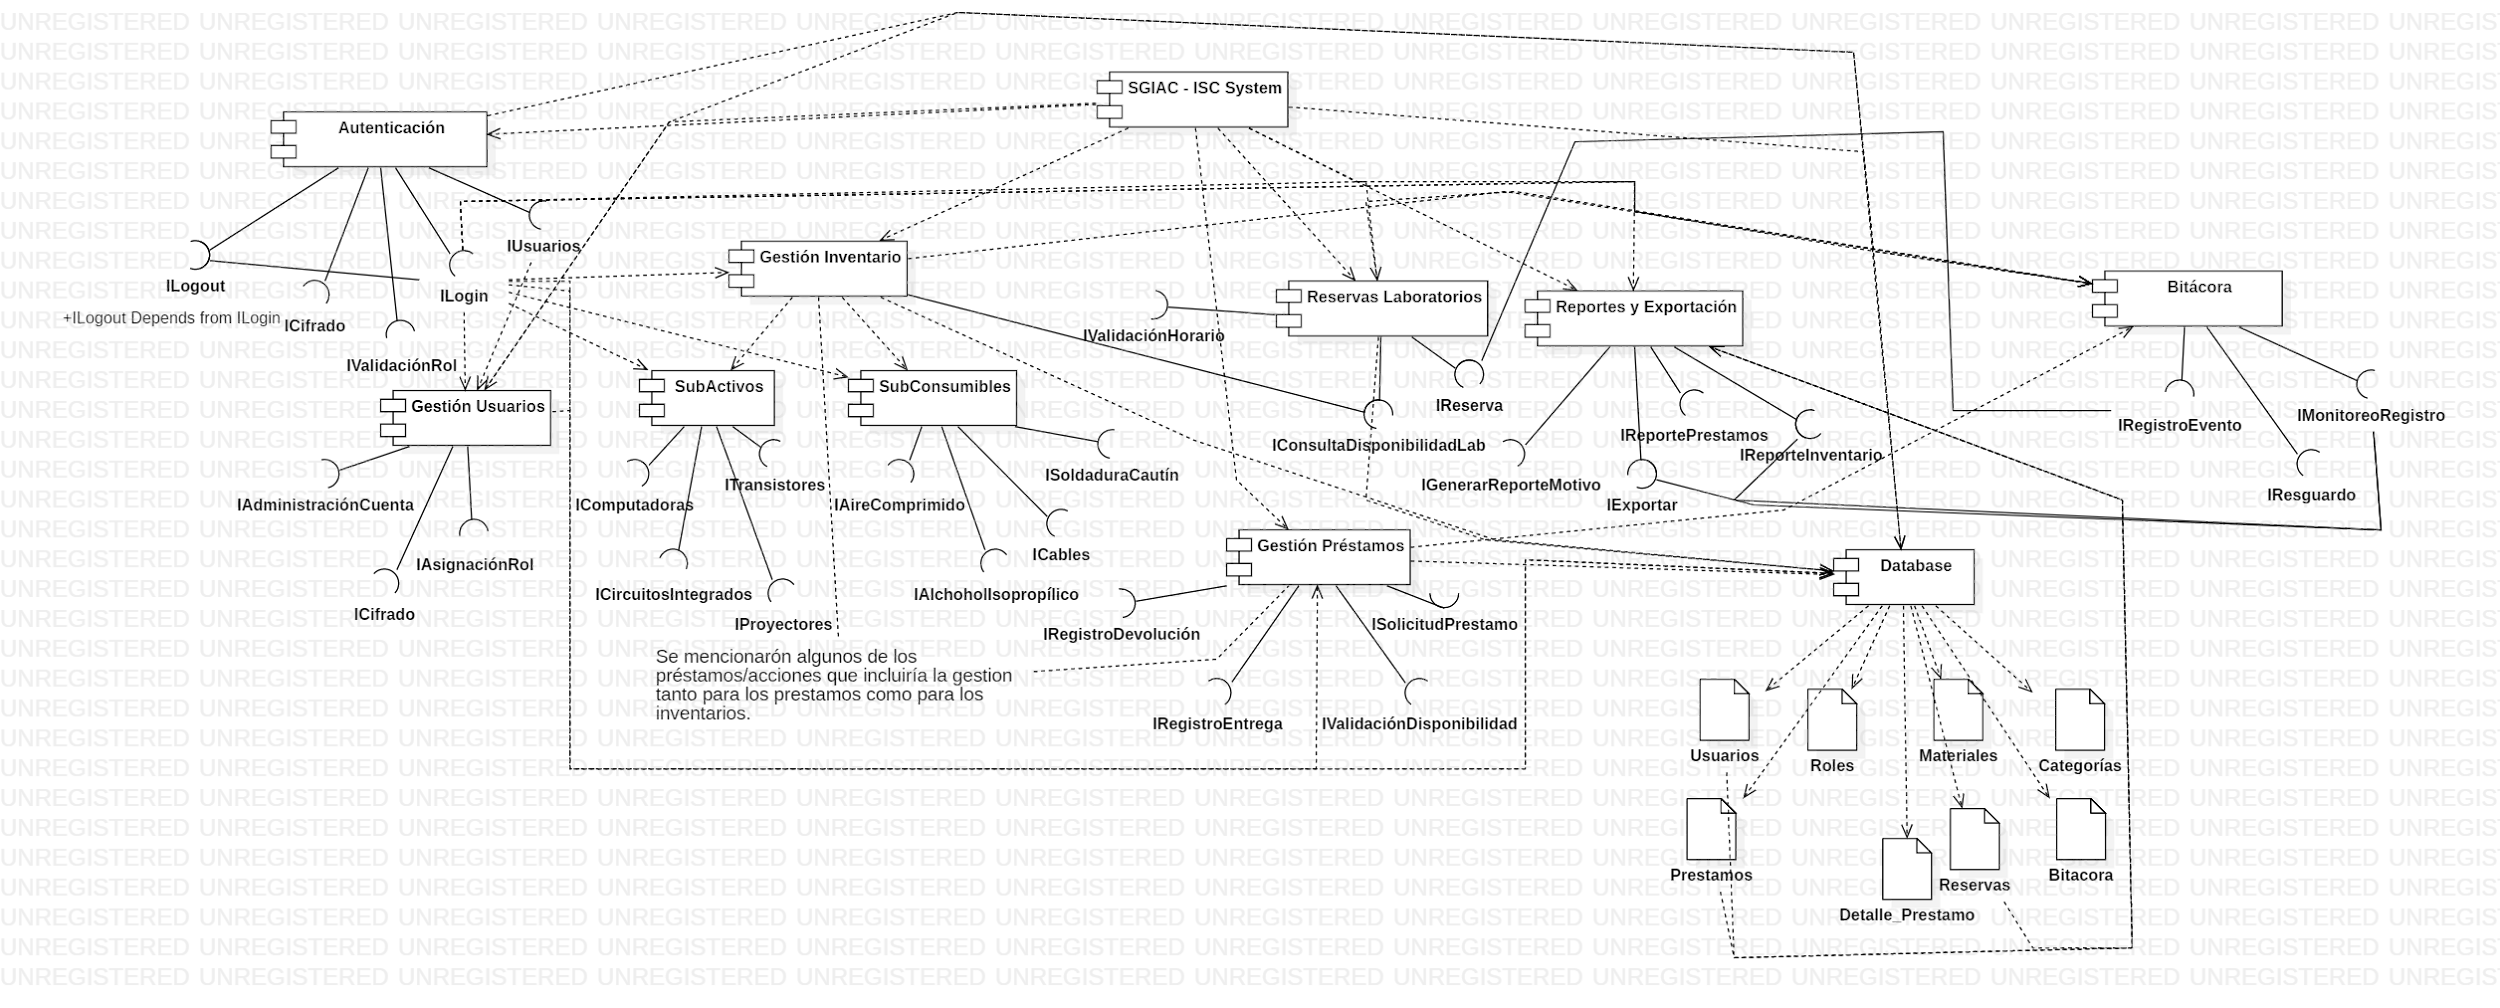 SGIAC - ISC System
Autenticación
IUsuarios
ILogout
ILogin
+ILogout Depends from ILogin
ICifrado
IValidaciónRol
Gestión Inventario
Reservas Laboratorios
Reportes y Exportación
Bitácora
IValidaciónHorario
Gestión Usuarios
SubActivos
SubConsumibles
IReserva
IConsultaDisponibilidadLab
IReportePrestamos
IReporteInventario
IGenerarReporteMotivo
IExportar
IRegistroEvento
IMonitoreoRegistro
IResguardo
IAdministraciónCuenta
IAsignaciónRol
ICifrado
IComputadoras
ITransistores
ICircuitosIntegrados
IProyectores
IAireComprimido
ISoldaduraCautín
ICables
IAlchoholIsopropílico
Gestión Préstamos
IRegistroDevolución
ISolicitudPrestamo
IRegistroEntrega
IValidaciónDisponibilidad
Se mencionarón algunos de los
préstamos/acciones que incluiría la gestion
tanto para los prestamos como para los
inventarios.
Database
Usuarios
Roles
Materiales
Categorías
Prestamos
Detalle_Prestamo
Reservas
Bitacora
UNREGISTERED